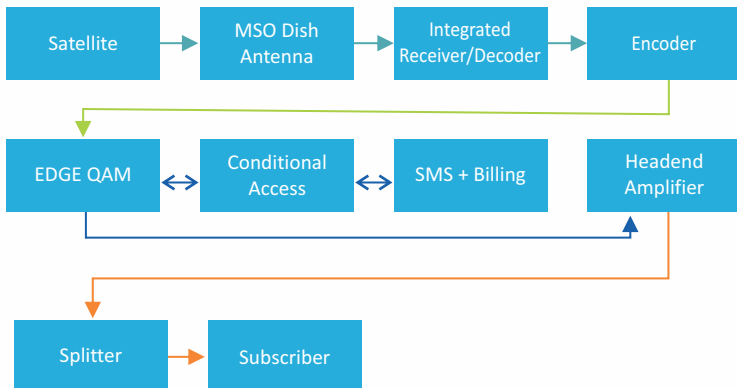 Satellite
MSO Dish
Antenna
Integrated
Receiver/Decoder
Encoder
EDGE QAM
Conditional
Access
SMS + Billing
Headend
Amplifier
Splitter
Subscriber